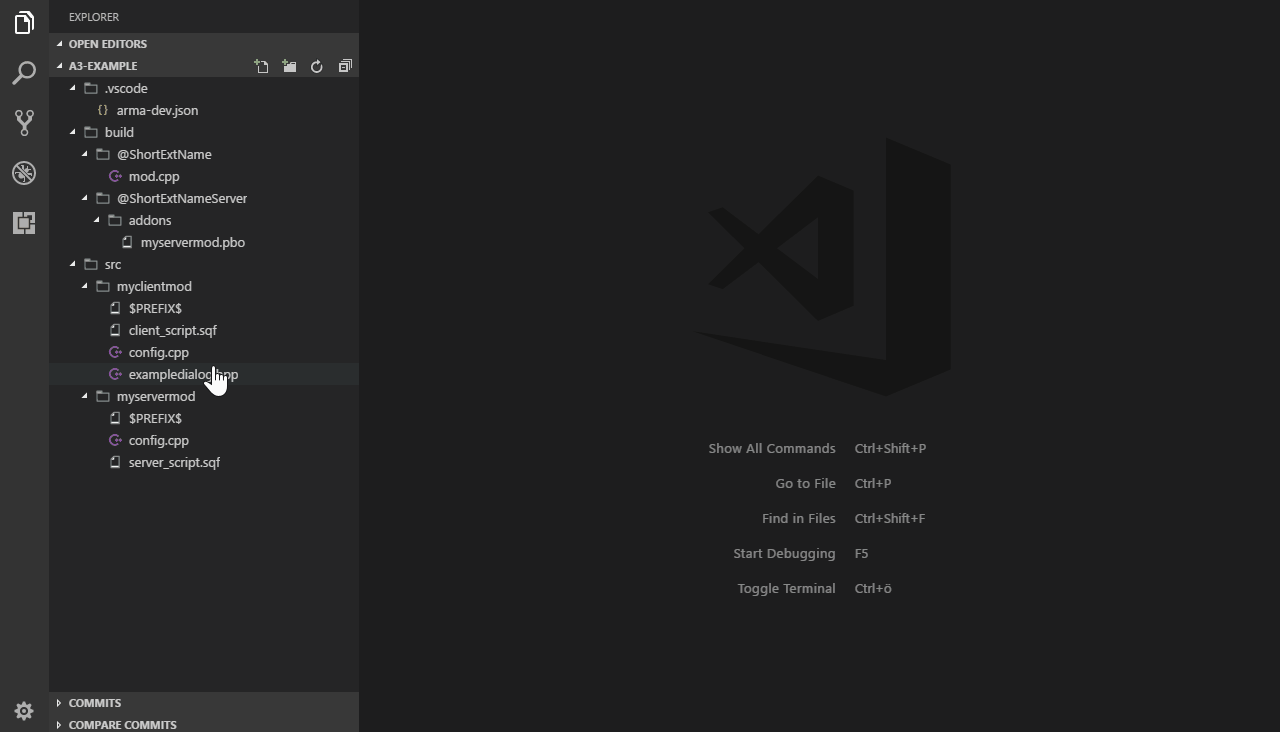 EXPLORER
OPEN EDITORS
A3-EXAMPLE
.vscode
{} arma-dev.json
build
@ShortExtName
mod.cpp
@ShortExtNameServer
addons
myservermod.pbo
src
myclientmod
$PREFIX$
client_script.sqf
config.cpp
exampledialog.hpp
myservermod
$PREFIX$
config.cpp
server_script.sqf
COMMITS
COMPARE COMMITS
Show All Commands Ctrl+Shift+P
Go to File Ctrl+P
Find in Files Ctrl+Shift+F
Start Debugging F5
Toggle Terminal Ctrl+ö